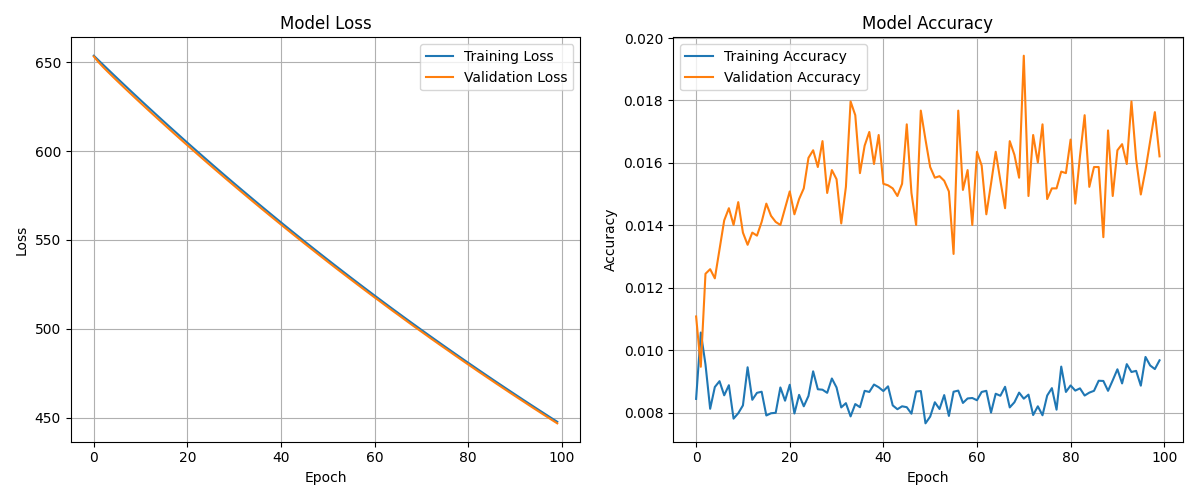 Model Loss
Training Loss
Validation Loss
650
600
550
500
450
Loss
0 20 40 60 80 100
Epoch
Model Accuracy
Training Accuracy
Validation Accuracy
0.020
0.018
0.016
0.014
0.012
0.010
0.008
Accuracy
0 20 40 60 80 100
Epoch